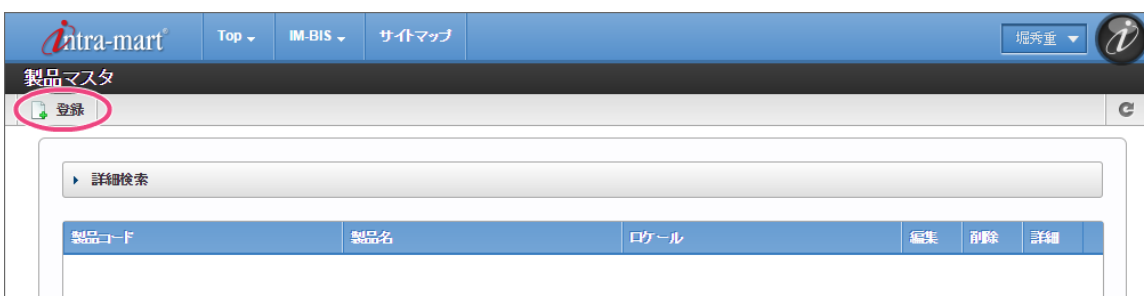 intra-mart® Top IM-BIS サイトマップ 堀秀重
製品マスタ
登録
詳細検索
製品コード 製品名 ロケール 編集 削除 詳細